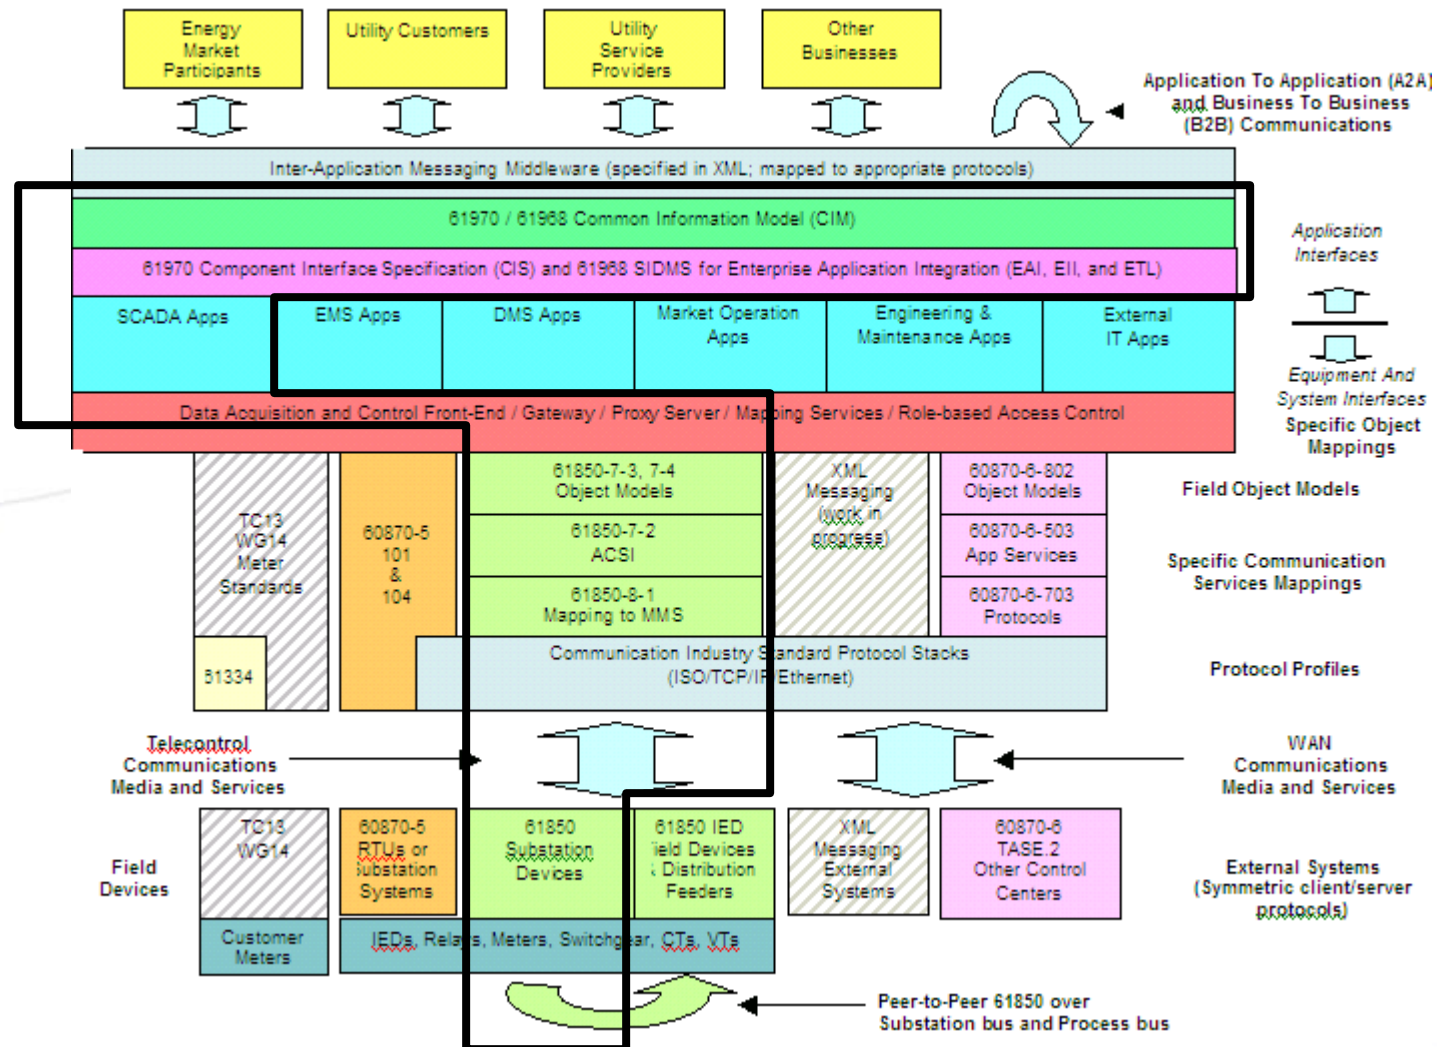 Energy
Market
Participants
Utility Customers
Utility
Service
Providers
Other
Businesses
Application To Application (A2A)
and Business To Business
(B2B) Communications
Inter-Application Messaging Middleware (specified in XML; mapped to appropriate protocols)
61970 / 61968 Common Information Model (CIM)
61970 Component Interface Specification (CIS) and 61968 SIDMS for Enterprise Application Integration (EAI, EII, and ETL)
Application
Interfaces
SCADA Apps
EMS Apps
DMS Apps
Market Operation
Apps
Engineering &
Maintenance Apps
External
IT Apps
Equipment And
System Interfaces
Data Acquisition and Control Front-End / Gateway / Proxy Server / Mapping Services / Role-based Access Control
Specific Object
Mappings
TC13
WG14
Meter
Standards
61334
60870-5
101
&
104
61850-7-3, 7-4
Object Models
61850-7-2
ACSI
61850-8-1
Mapping to MMS
XML
Messaging
(work in
progress)
60870-6-802
Object Models
60870-6-503
App Services
60870-6-703
Protocols
Field Object Models
Specific Communication
Services Mappings
Communication Industry Standard Protocol Stacks
(ISO/TCP/IP/Ethernet)
Protocol Profiles
Telecontrol
Communications
Media and Services
WAN
Communications
Media and Services
Field
Devices
TC13
WG14
60870-5
RTUs or
Substation
Systems
61850
Substation
Devices
61850 IED
Field Devices
& Distribution
Feeders
XML
Messaging
External
Systems
60870-6
TASE.2
Other Control
Centers
External Systems
(Symmetric client/server
protocols)
Customer
Meters
IEDs, Relays, Meters, Switchgear, CTs, VTs
Peer-to-Peer 61850 over
Substation bus and Process bus